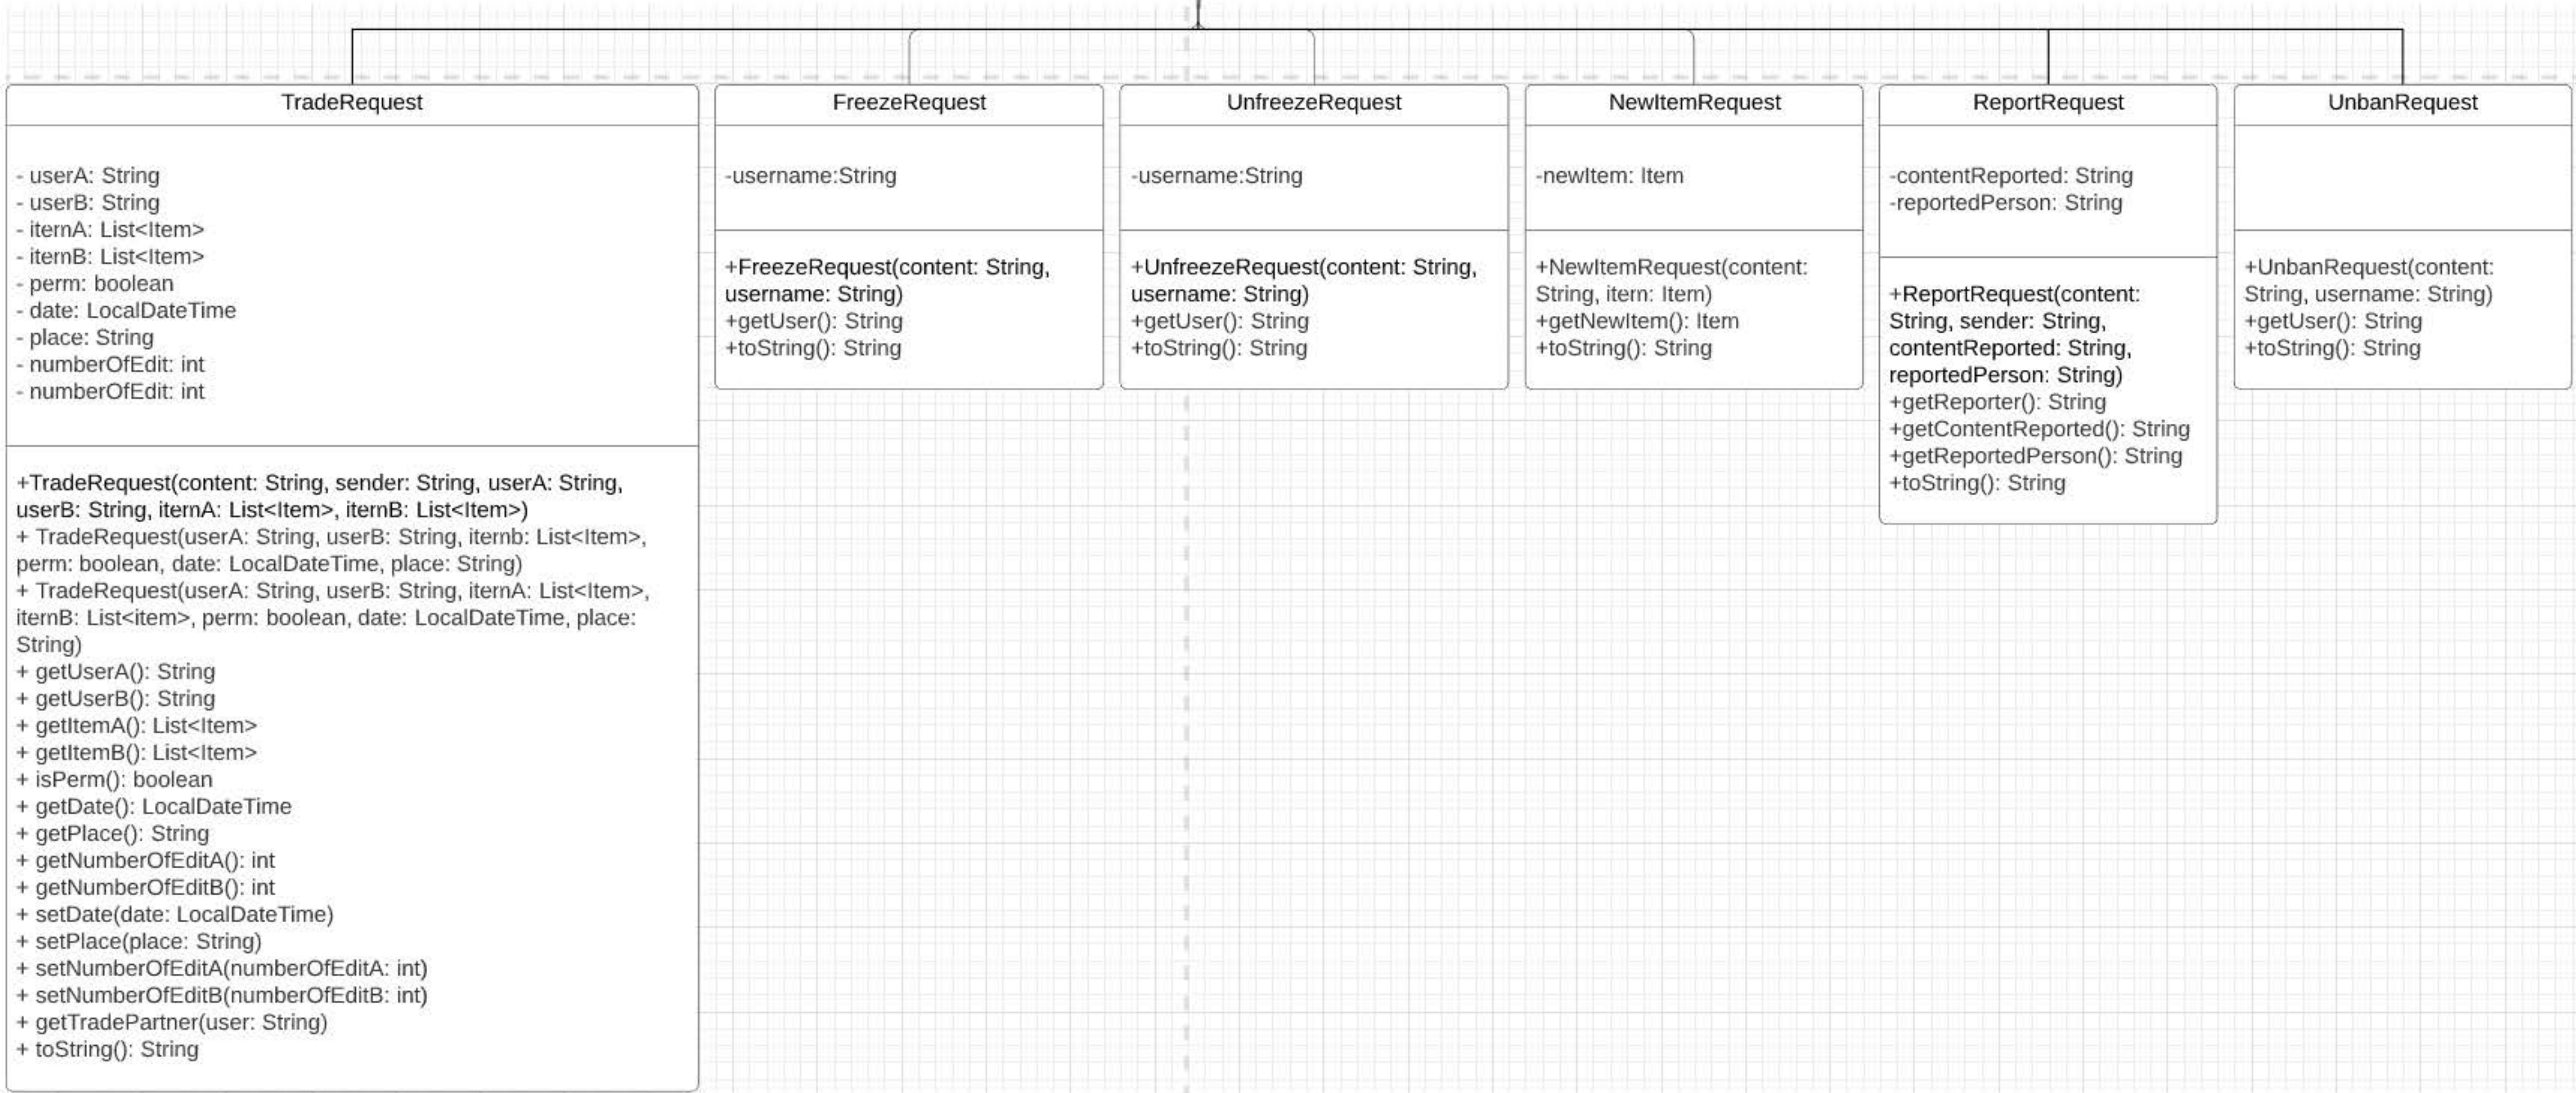 TradeRequest
- userA: String
- userB: String
- itemA: List<Item>
- itemB: List<Item>
- perm: boolean
- date: LocalDateTime
- place: String
- numberOfEdit: int
- numberOfEdit: int
+TradeRequest(content: String, sender: String, userA: String,
userB: String, itemA: List<Item>, itemB: List<Item>)
+ TradeRequest(userA: String, userB: String, itemb: List<Item>,
perm: boolean, date: LocalDateTime, place: String)
+ TradeRequest(userA: String, userB: String, itemA: List<Item>,
itemB: List<item>, perm: boolean, date: LocalDateTime, place:
String)
+ getUserA(): String
+ getUserB(): String
+ getItemA(): List<Item>
+ getItemB(): List<Item>
+ isPerm(): boolean
+ getDate(): LocalDateTime
+ getPlace(): String
+ getNumberOfEditA(): int
+ getNumberOfEditB(): int
+ setDate(date: LocalDateTime)
+ setPlace(place: String)
+ setNumberOfEditA(numberOfEditA: int)
+ setNumberOfEditB(numberOfEditB: int)
+ getTradePartner(user: String)
+ toString(): String
FreezeRequest
-username:String
+FreezeRequest(content: String,
username: String)
+getUser(): String
+toString(): String
UnfreezeRequest
-username:String
+UnfreezeRequest(content: String,
username: String)
+getUser(): String
+toString(): String
NewItemRequest
-newItem: Item
+NewItemRequest(content:
String, item: Item)
+getNewItem(): Item
+toString(): String
ReportRequest
-contentReported: String
-reportedPerson: String
+ReportRequest(content:
String, sender: String,
contentReported: String,
reportedPerson: String)
+getReporter(): String
+getContentReported(): String
+getReportedPerson(): String
+toString(): String
UnbanRequest
+UnbanRequest(content:
String, username: String)
+getUser(): String
+toString(): String